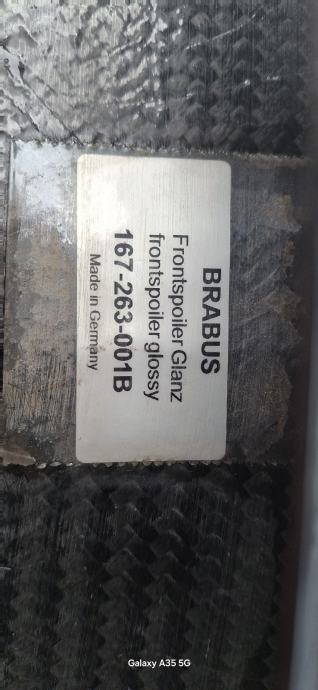 BRABUS
Frontspoiler Glanz
frontspoiler glossy
167-263-001B
Made in Germany
Galaxy A35 5G